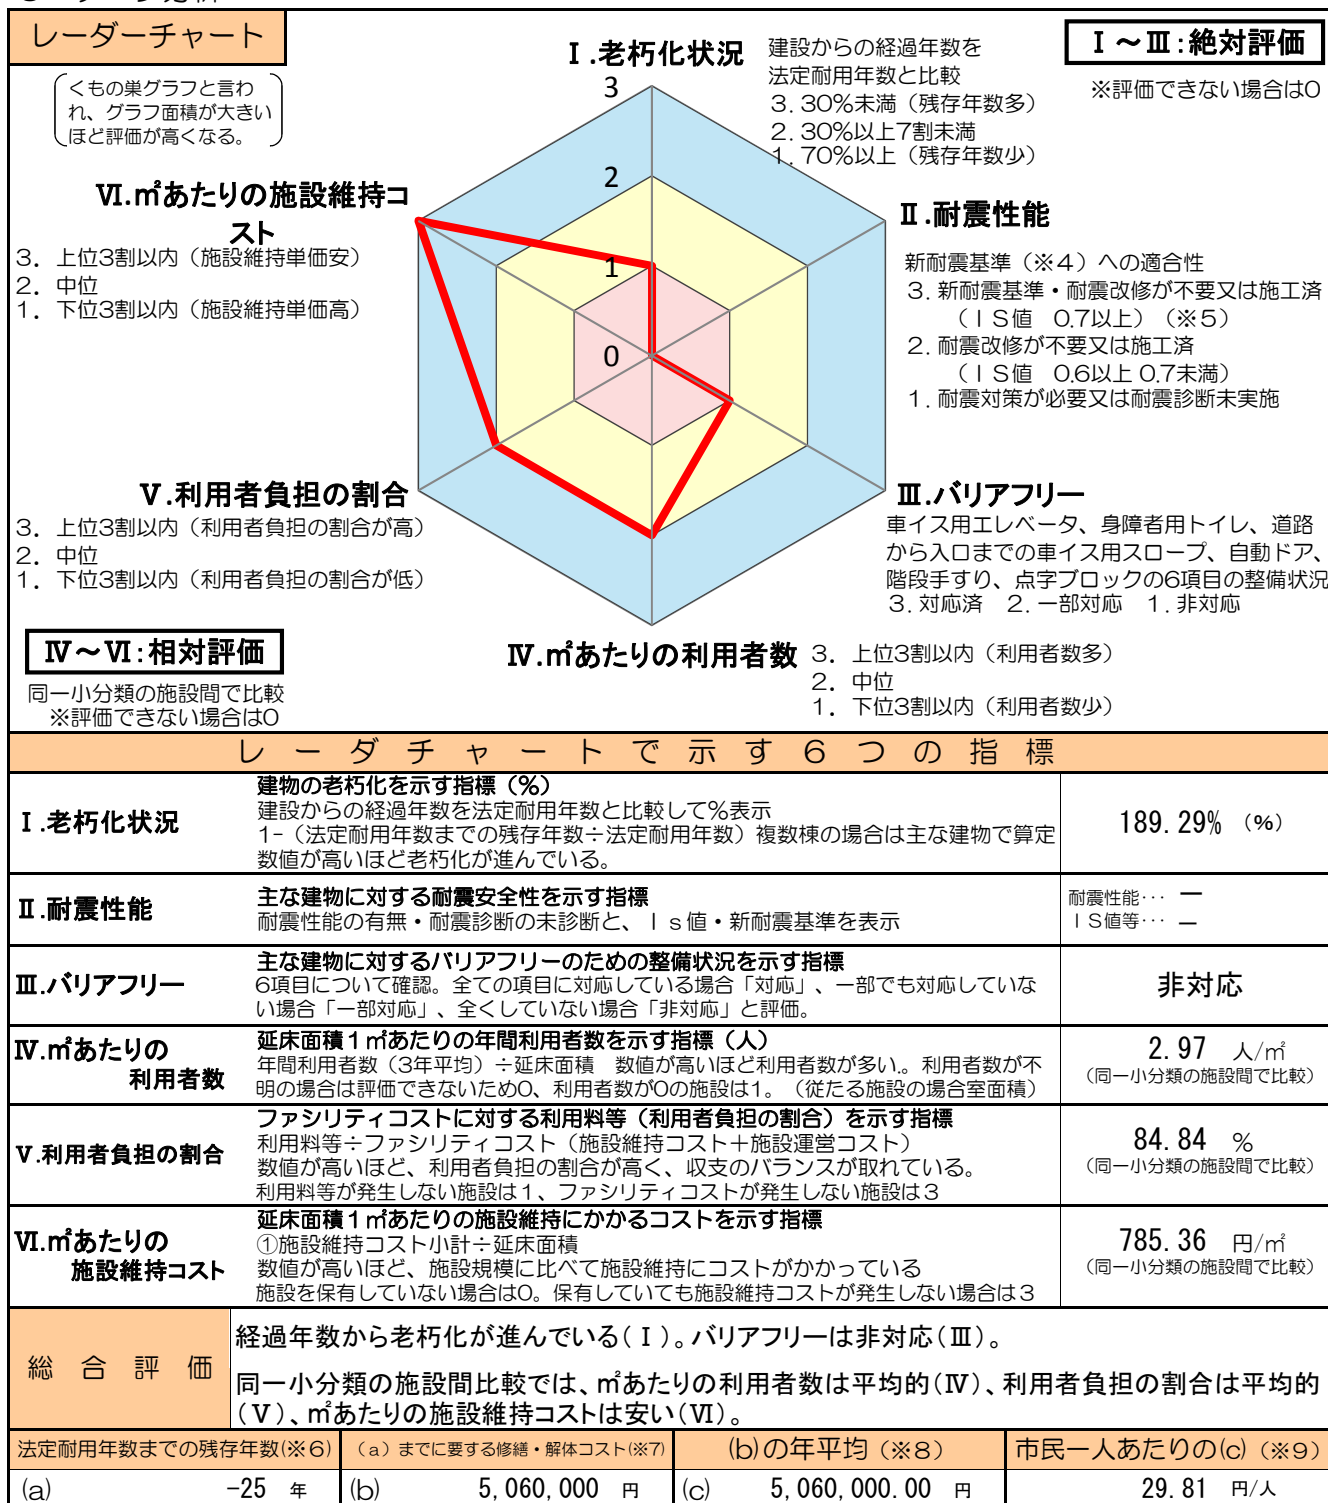 レーダーチャート
くもの巣グラフと言わ
れ、グラフ面積が大きい
ほど評価が高くなる。
Ⅰ～Ⅲ：絶対評価
※評価できない場合は0
Ⅰ.老朽化状況
建設からの経過年数を
法定耐用年数と比較
3. 30%未満（残存年数多）
2. 30%以上7割未満
1. 70%以上（残存年数少）
3
2
1
0
Ⅱ.耐震性能
新耐震基準（※4）への適合性
3. 新耐震基準・耐震改修が不要又は施工済
（ＩＳ値　0.7以上）（※5）
2. 耐震改修が不要又は施工済
（ＩＳ値　0.6以上 0.7未満）
1. 耐震対策が必要又は耐震診断未実施
Ⅲ.バリアフリー
車イス用エレベータ、身障者用トイレ、道路
から入口までの車イス用スロープ、自動ドア、
階段手すり、点字ブロックの6項目の整備状況
3. 対応済　2. 一部対応　1. 非対応
Ⅳ.㎡あたりの利用者数
3．上位3割以内（利用者数多）
2．中位
1．下位3割以内（利用者数少）
Ⅴ.利用者負担の割合
3．上位3割以内（利用者負担の割合が高）
2．中位
1．下位3割以内（利用者負担の割合が低）
Ⅵ.㎡あたりの施設維持コ
スト
3．上位3割以内（施設維持単価安）
2．中位
1．下位3割以内（施設維持単価高）
Ⅳ～Ⅵ：相対評価
同一小分類の施設間で比較
※評価できない場合は0
レーダチャートで示す６つの指標
Ⅰ.老朽化状況
建物の老朽化を示す指標（％）
建設からの経過年数を法定耐用年数と比較して％表示
1-（法定耐用年数までの残存年数÷法定耐用年数）複数棟の場合は主な建物で算定
数値が高いほど老朽化が進んでいる。
189.29%　（%）
Ⅱ.耐震性能
主な建物に対する耐震安全性を示す指標
耐震性能の有無・耐震診断の未診断と、Ｉｓ値・新耐震基準を表示
耐震性能･･･　－
ＩＳ値等･･･　－
Ⅲ.バリアフリー
主な建物に対するバリアフリーのための整備状況を示す指標
6項目について確認。全ての項目に対応している場合「対応」、一部でも対応していな
い場合「一部対応」、全くしていない場合「非対応」と評価。
非対応
Ⅳ.㎡あたりの
利用者数
延床面積１㎡あたりの年間利用者数を示す指標（人）
年間利用者数（3年平均）÷延床面積　数値が高いほど利用者数が多い。利用者数が不
明の場合は評価できないため0、利用者数が0の施設は1。（従たる施設の場合室面積）
2.97　人/㎡
（同一小分類の施設間で比較）
Ⅴ.利用者負担の割合
ファシリティコストに対する利用料等（利用者負担の割合）を示す指標
利用料等÷ファシリティコスト（施設維持コスト＋施設運営コスト）
数値が高いほど、利用者負担の割合が高く、収支のバランスが取れている。
利用料等が発生しない施設は１、ファシリティコストが発生しない施設は３
84.84　%
（同一小分類の施設間で比較）
Ⅵ.㎡あたりの
施設維持コスト
延床面積１㎡あたりの施設維持にかかるコストを示す指標
①施設維持コスト小計÷延床面積
数値が高いほど、施設規模に比べて施設維持にコストがかかっている
施設を保有していない場合は0。保有していても施設維持コストが発生しない場合は３
785.36　円/㎡
（同一小分類の施設間で比較）
総合評価
経過年数から老朽化が進んでいる(Ⅰ)。バリアフリーは非対応(Ⅲ)。
同一小分類の施設間比較では、㎡あたりの利用者数は平均的(Ⅳ)、利用者負担の割合は平均的
(Ⅴ)、㎡あたりの施設維持コストは安い(Ⅵ)。
法定耐用年数までの残存年数(※6)
（a）までに要する修繕・解体コスト(※7)
(b)の年平均（※8）
市民一人あたりの(c)（※9）
(a)　-25　年
(b)　5,060,000　円
(c)　5,060,000.00　円
29.81　円/人